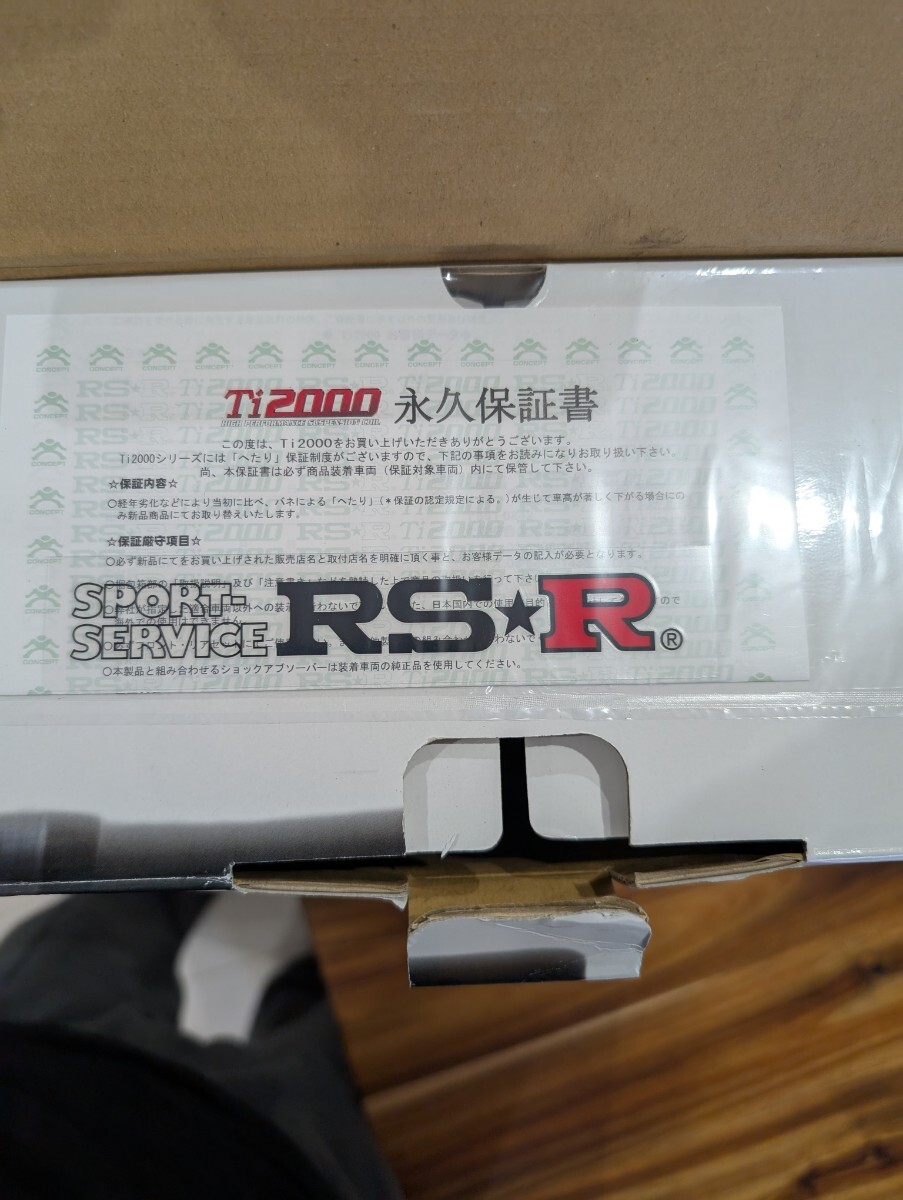 Ti2000 永久保証書
HIGH PERFORMANCE SUSPENSION COIL
この度は、Ti2000をお買い上げいただきありがとうございます。
Ti2000シリーズには「へたり」保証制度がございますので、下記の事項をお読みになりお取り扱い下さい。
尚、本保証書は必ず商品装着車両（保証対象車両）内にて保管して下さい。
☆保証内容☆
○経年劣化などにより当初に比べ、バネによる「へたり」(＊保証の認定規定による。)が生じて車高が著しく下がる場合にの
み新品商品にてお取り替えいたします。
☆保証厳守項目☆
○必ず新品にてをお買い上げされた販売店名と取付店名を明確に頂く事と、お客様データの記入が必要となります。
SPORT-
SERVICE
RS★R®
○本製品と組み合わせるショックアブソーバーは装着車両の純正品を使用してください。